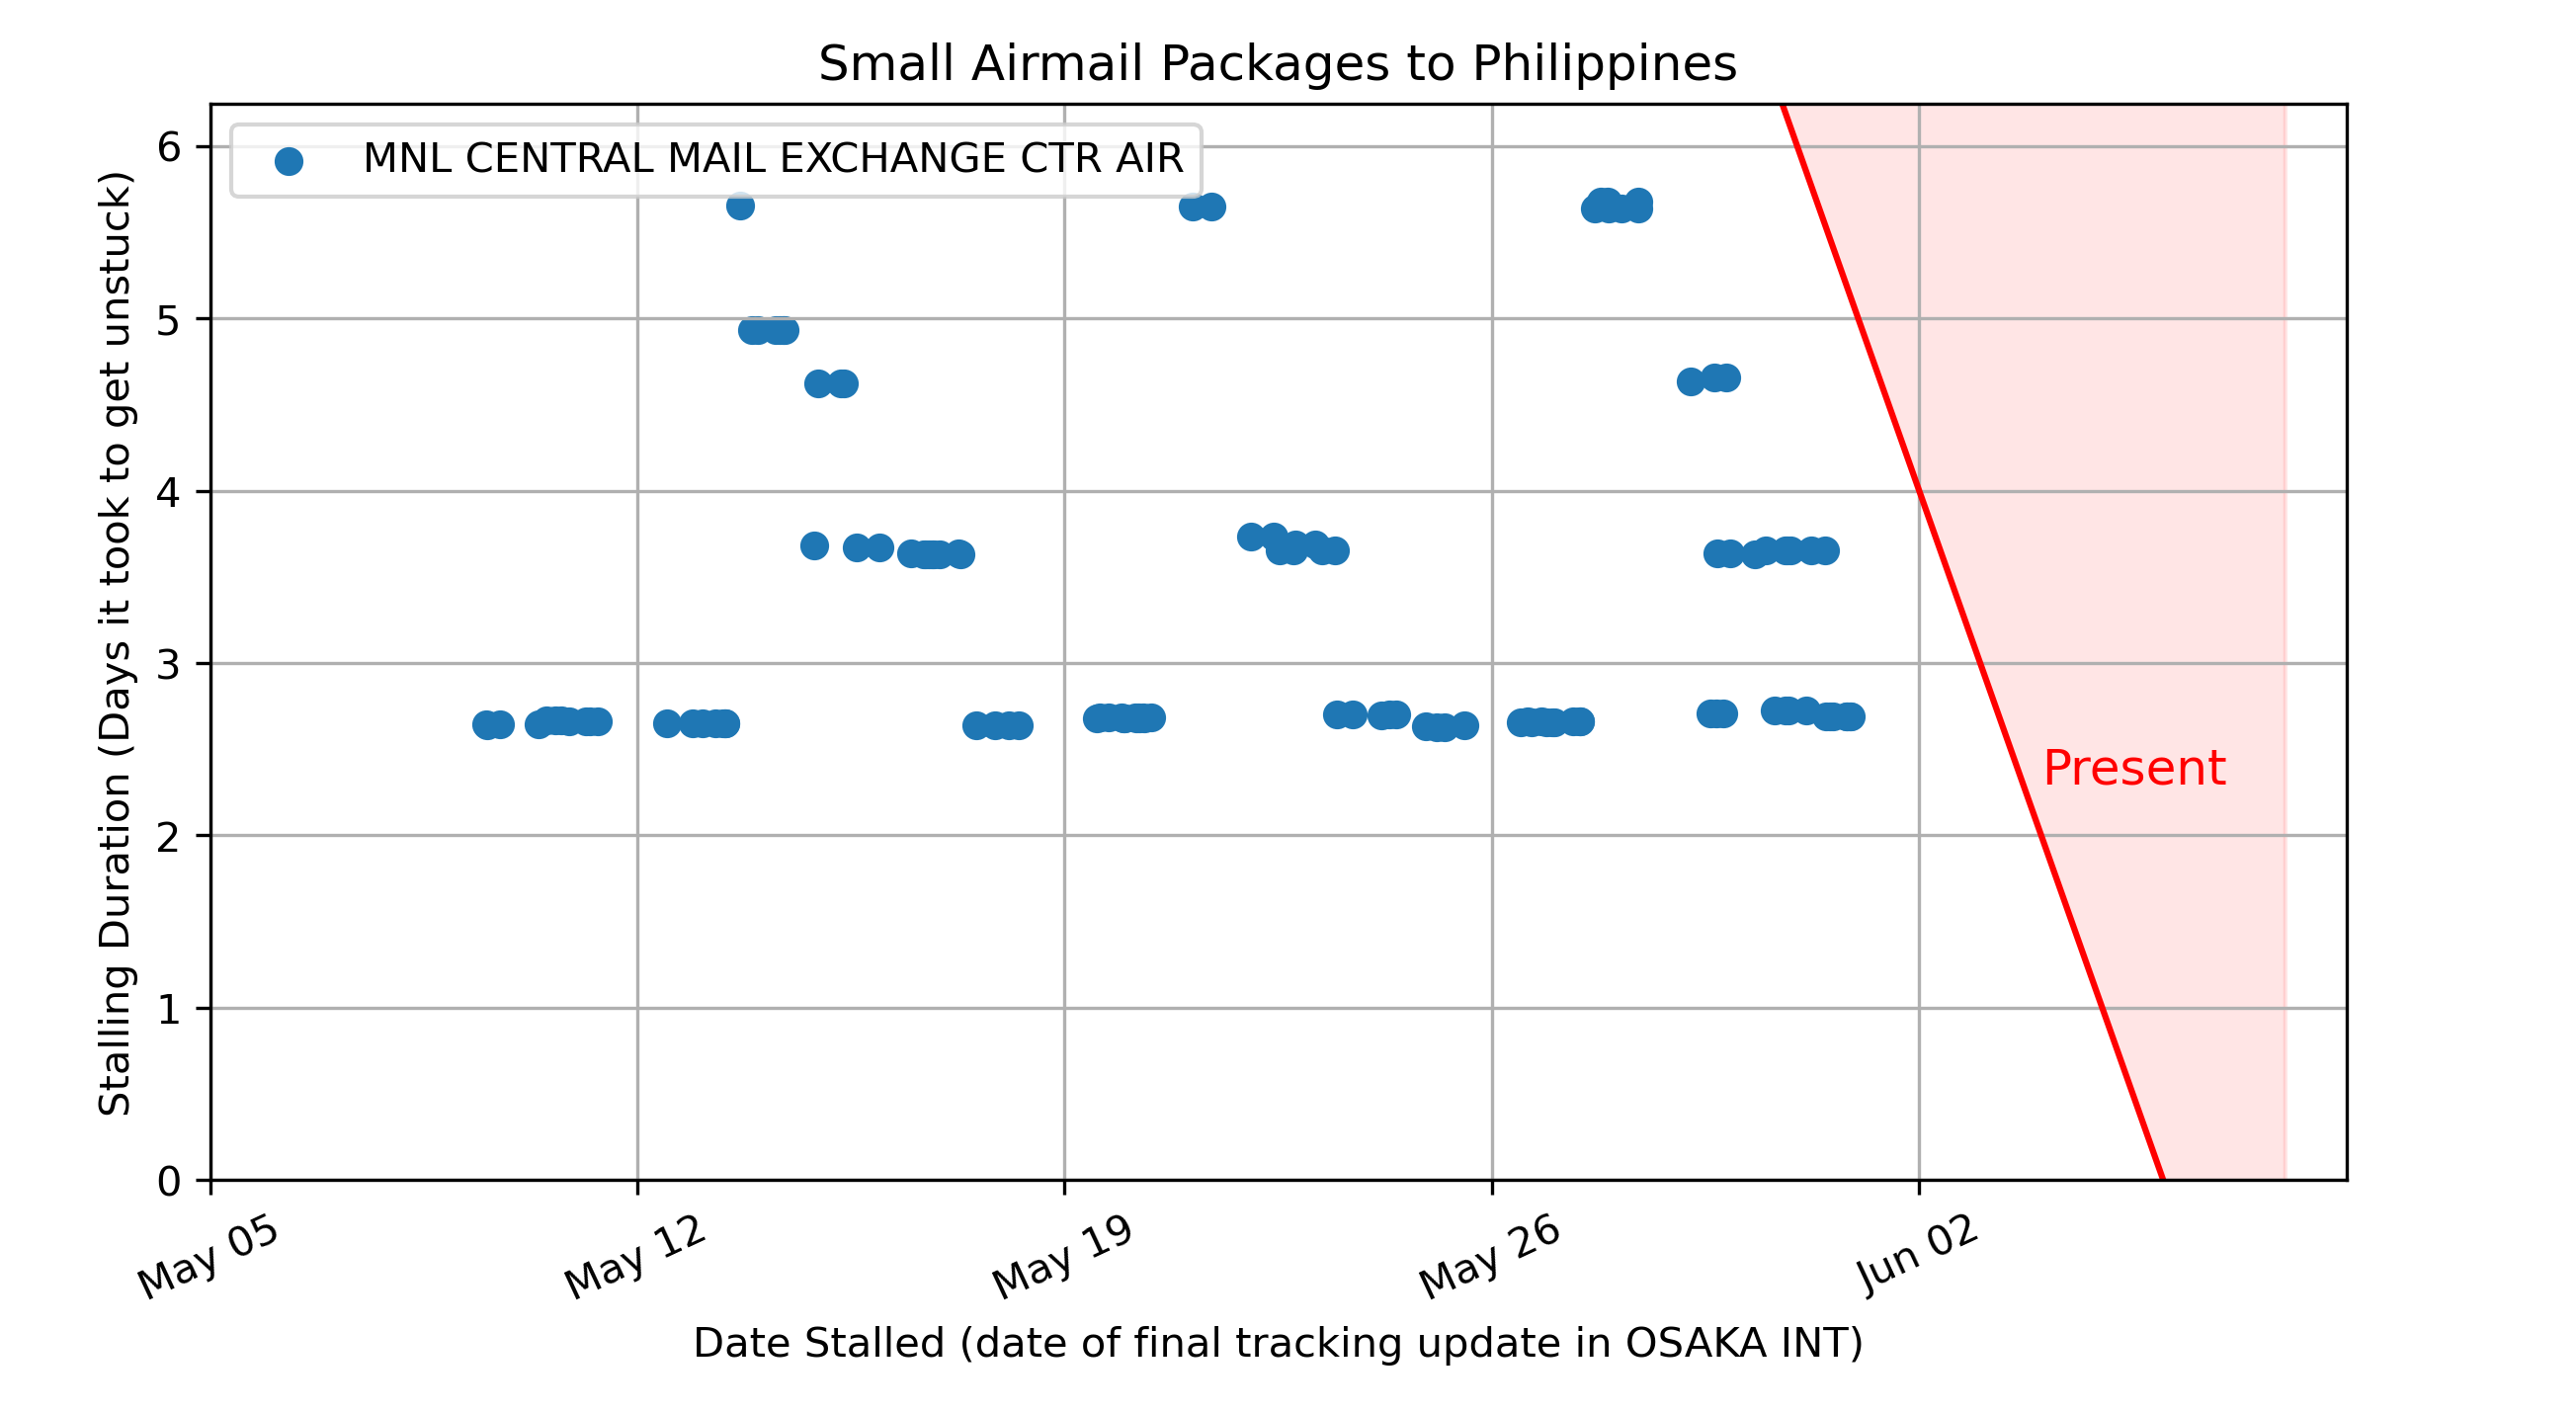 Small Airmail Packages to Philippines
MNL CENTRAL MAIL EXCHANGE CTR AIR
Stalling Duration (Days it took to get unstuck)
6
5
4
3
2
1
0
Present
May 05
May 12
May 19
May 26
Jun 02
Date Stalled (date of final tracking update in OSAKA INT)